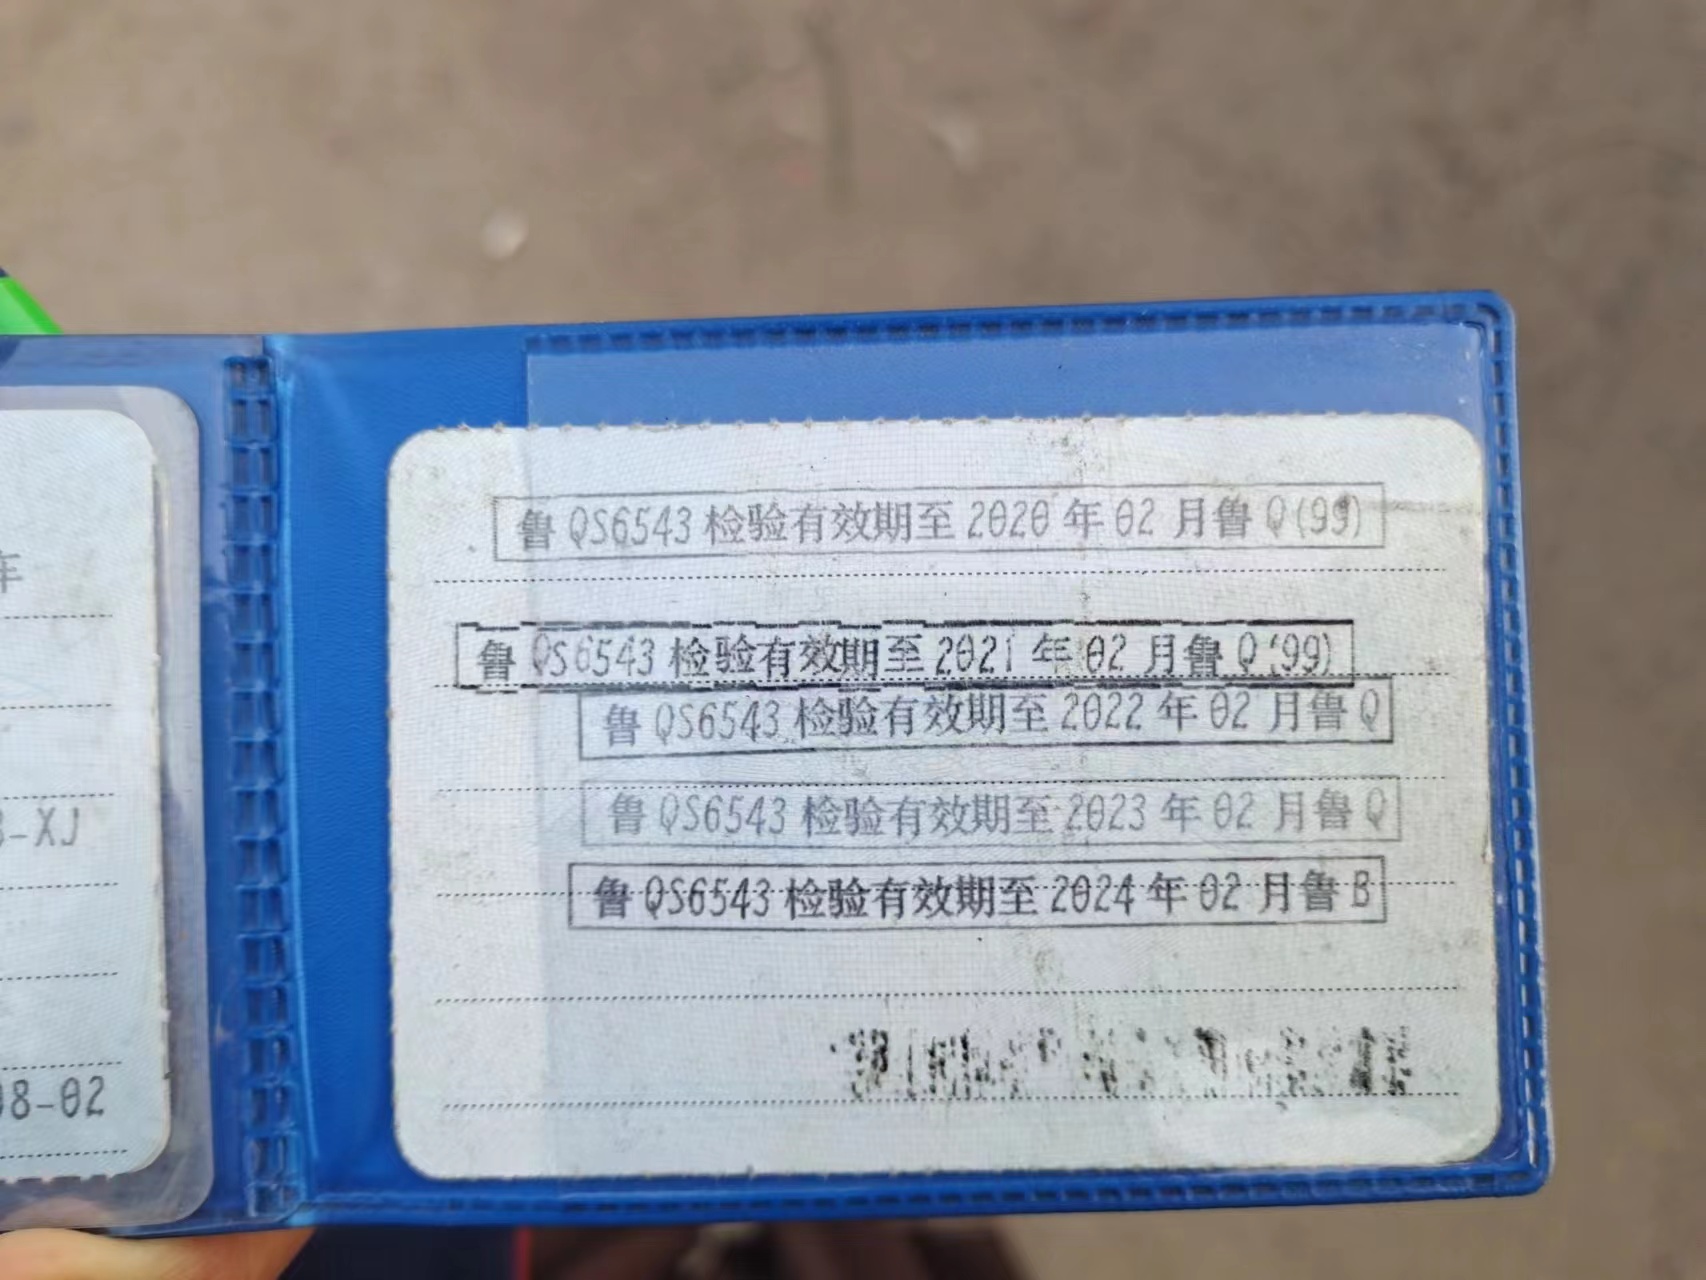 车
3-XJ
08-02
鲁 QS6543 检验有效期至 2020 年 02 月鲁 Q(99)
鲁 QS6543 检验有效期至 2021 年 02 月鲁 Q(99)
鲁 QS6543 检验有效期至 2022 年 02 月鲁 Q
鲁 QS6543 检验有效期至 2023 年 02 月鲁 Q
鲁 QS6543 检验有效期至 2024 年 02 月鲁 B